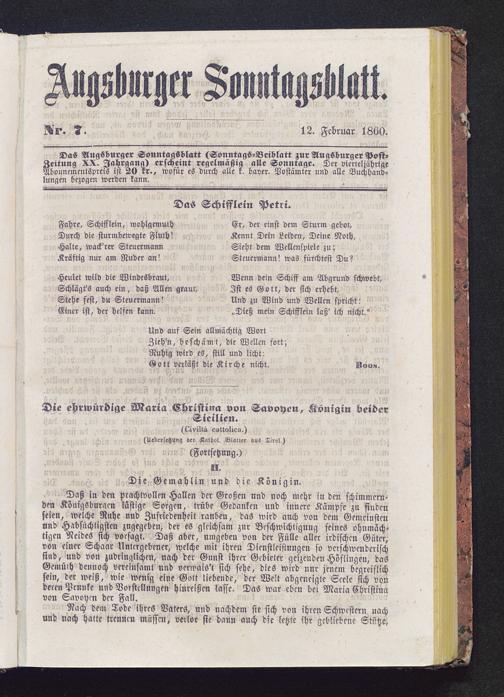 Augsburger Sonntagsblatt.
Nr. 7.
12. Februar 1860.
Das Augsburger Sonntagsblatt (Sonntags-Beiblatt zur Augsburger Post-
Zeitung XX. Jahrgang) erscheint regelmäßig alle Sonntage. Der vierteljährige
Abonnementspreis ist 20 kr., wofür es durch alle k. bayer. Postämter und alle Buchhand-
lungen bezogen werden kann.
Das Schifflein Petri.
Fahre, Schifflein, wohlgemuth
Durch die sturmbewegte Fluth!
Halte, wack'rer Steuermann
Kräftig nur am Ruder an!
Heulet wild die Windesbraut,
Schlägt's auch ein, daß Allen graut,
Stehe fest, du Steuermann!
Einer ist, der helfen kann.
Er, der einst dem Sturm gebot,
Kennt Dein Leiden, Deine Noth,
Sieht dem Wellenspiele zu;
Steuermann! was fürchtest Du?
Wenn dein Schiff am Abgrund schwebt,
Ist es Gott, der sich erhebt,
Und zu Wind und Wellen spricht:
„Dieß mein Schifflein laß' ich nicht."
Und auf Sein allmächtig Wort
Zieh'n, beschämt, die Wellen fort;
Ruhig wird es, still und licht:
Gott verläßt die Kirche nicht.
Boos.
Die ehrwürdige Maria Christina von Savoyen, Königin beider
Sicilien.
(Civiltà cattolica.)
(Uebersetzung der Kathol. Blätter aus Tirol.)
(Fortsetzung.)
II.
Die Gemahlin und die Königin.
Daß in den prachtvollen Hallen der Großen und noch mehr in den schimmern-
den Königsburgen lästige Sorgen, trübe Gedanken und innere Kämpfe zu finden
seien, welche Ruhe und Zufriedenheit rauben, das wird auch von dem Gemeinsten
und Habsüchtigsten zugegeben, der es gleichsam zur Beschwichtigung seines ohnmäch-
tigen Neides sich vorsagt. Daß aber, umgeben von der Fülle aller irdischen Güter,
von einer Schaar Untergebener, welche mit ihren Dienstleistungen so verschwenderisch
sind, und von zudringlichen, nach der Gunst ihrer Gebieter geizenden Höflingen, das
Gemüth dennoch vereinsamt und verwais't sich sehe, dies wird nur jenem begreiflich
sein, der weiß, wie wenig eine Gott liebende, der Welt abgeneigte Seele sich von
deren Prunke und Vorstellungen hinreißen lasse. Das war eben bei Maria Christina
von Savoyen der Fall.
Nach dem Tode ihres Vaters, und nachdem sie sich von ihren Schwestern nach
und nach hatte trennen müssen, verlor sie dann auch die letzte ihr gebliebene Stütze,